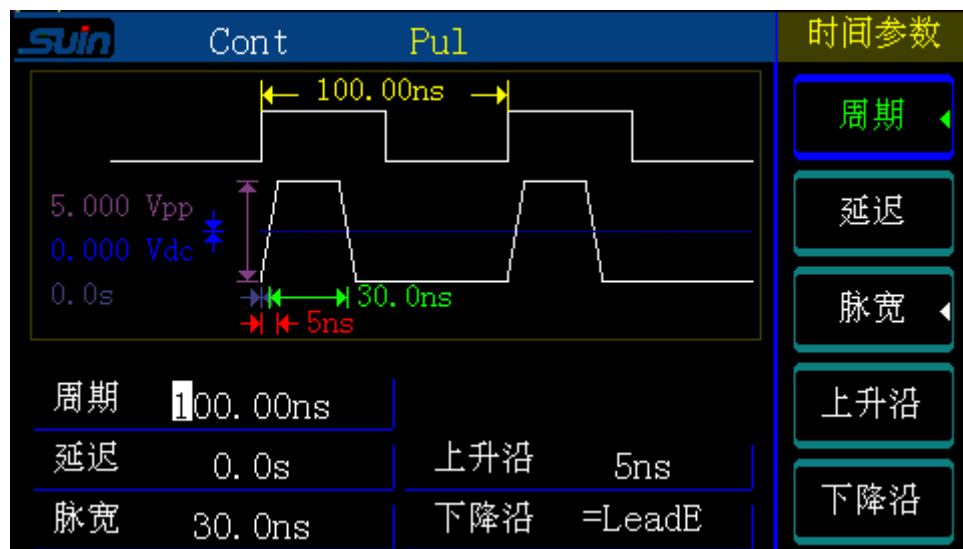 Suin Cont Pul 时间参数
100.00ns
周期
5.000 Vpp
延迟
0.000 Vdc
0.0s
30.0ns
5ns
脉宽
周期 100.00ns
上升沿
延迟 0.0s 上升沿 5ns
脉宽 30.0ns 下降沿 =LeadE
下降沿